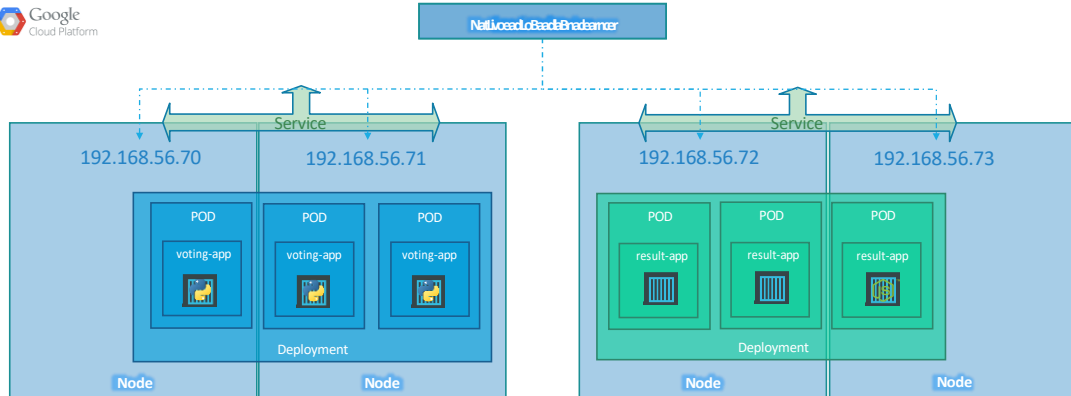 Google
Cloud Platform
Service
Service
192.168.56.70
192.168.56.71
192.168.56.72
192.168.56.73
POD
POD
POD
POD
POD
POD
voting-app
voting-app
voting-app
result-app
result-app
result-app
Deployment
Deployment
Node
Node
Node
Node